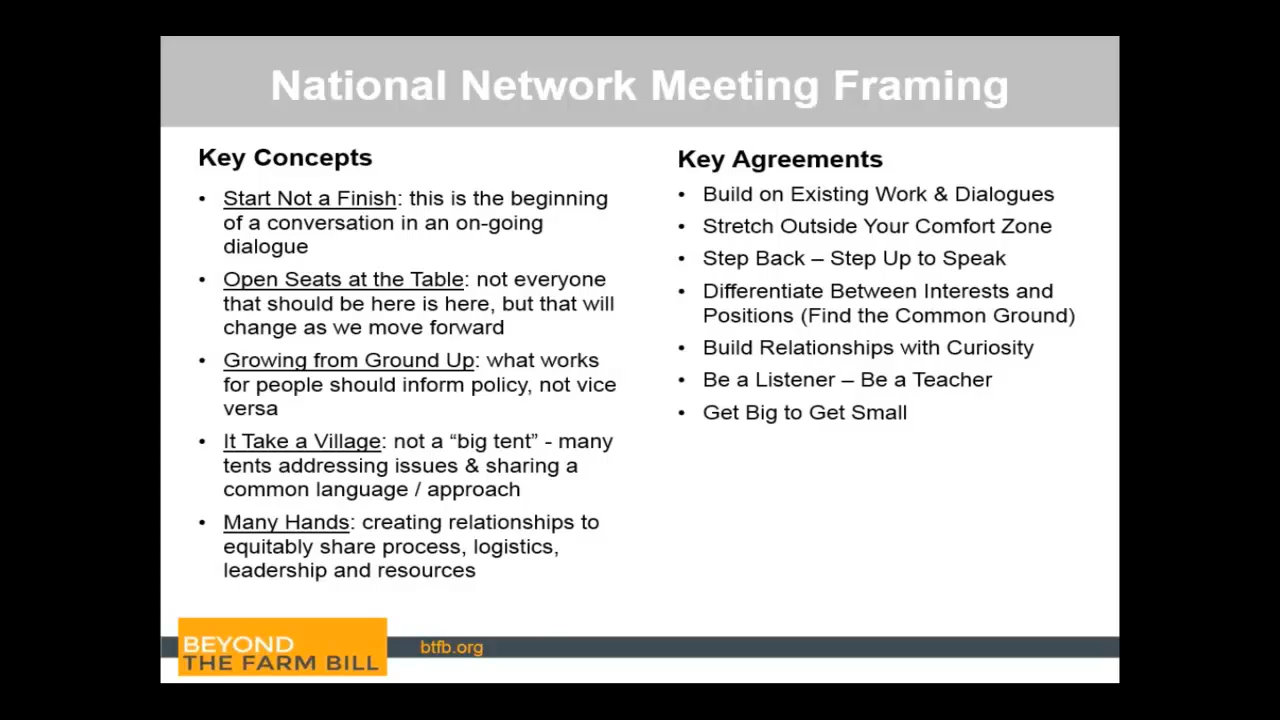 National Network Meeting Framing
Key Concepts
• Start Not a Finish: this is the beginning
of a conversation in an on-going
dialogue
• Open Seats at the Table: not everyone
that should be here is here, but that will
change as we move forward
• Growing from Ground Up: what works
for people should inform policy, not vice
versa
• It Take a Village: not a “big tent” - many
tents addressing issues & sharing a
common language / approach
• Many Hands: creating relationships to
equitably share process, logistics,
leadership and resources
Key Agreements
• Build on Existing Work & Dialogues
• Stretch Outside Your Comfort Zone
• Step Back – Step Up to Speak
• Differentiate Between Interests and
Positions (Find the Common Ground)
• Build Relationships with Curiosity
• Be a Listener – Be a Teacher
• Get Big to Get Small
BEYOND
THE FARM BILL
btfb.org